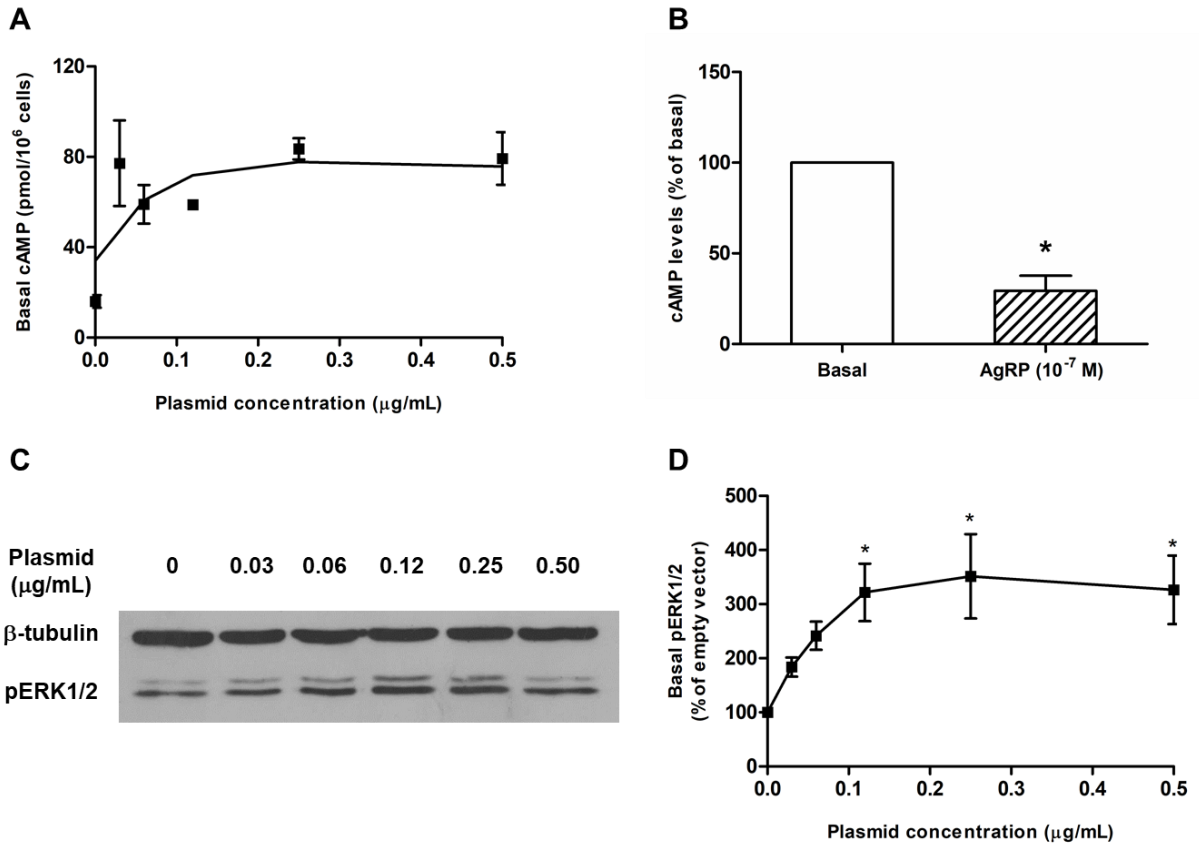 A
120
80
40
0
Basal cAMP (pmol/10⁶ cells)
0.0 0.1 0.2 0.3 0.4 0.5
Plasmid concentration (μg/mL)
B
150
100
50
0
cAMP levels (% of basal)
*
Basal AgRP (10⁻⁷ M)
C
Plasmid
(μg/mL)
0 0.03 0.06 0.12 0.25 0.50
β-tubulin
pERK1/2
D
500
400
300
200
100
0
Basal pERK1/2
(% of empty vector)
* * *
0.0 0.1 0.2 0.3 0.4 0.5
Plasmid concentration (μg/mL)